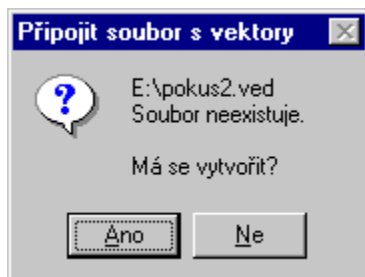 Připojit soubor s vektory
E:\pokus2.ved
Soubor neexistuje.
Má se vytvořit?
Ano
Ne